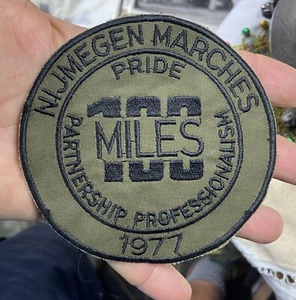 NIJMEGEN MARCHES
PRIDE
100
MILES
PARTNERSHIP PROFESSIONALISM
1977